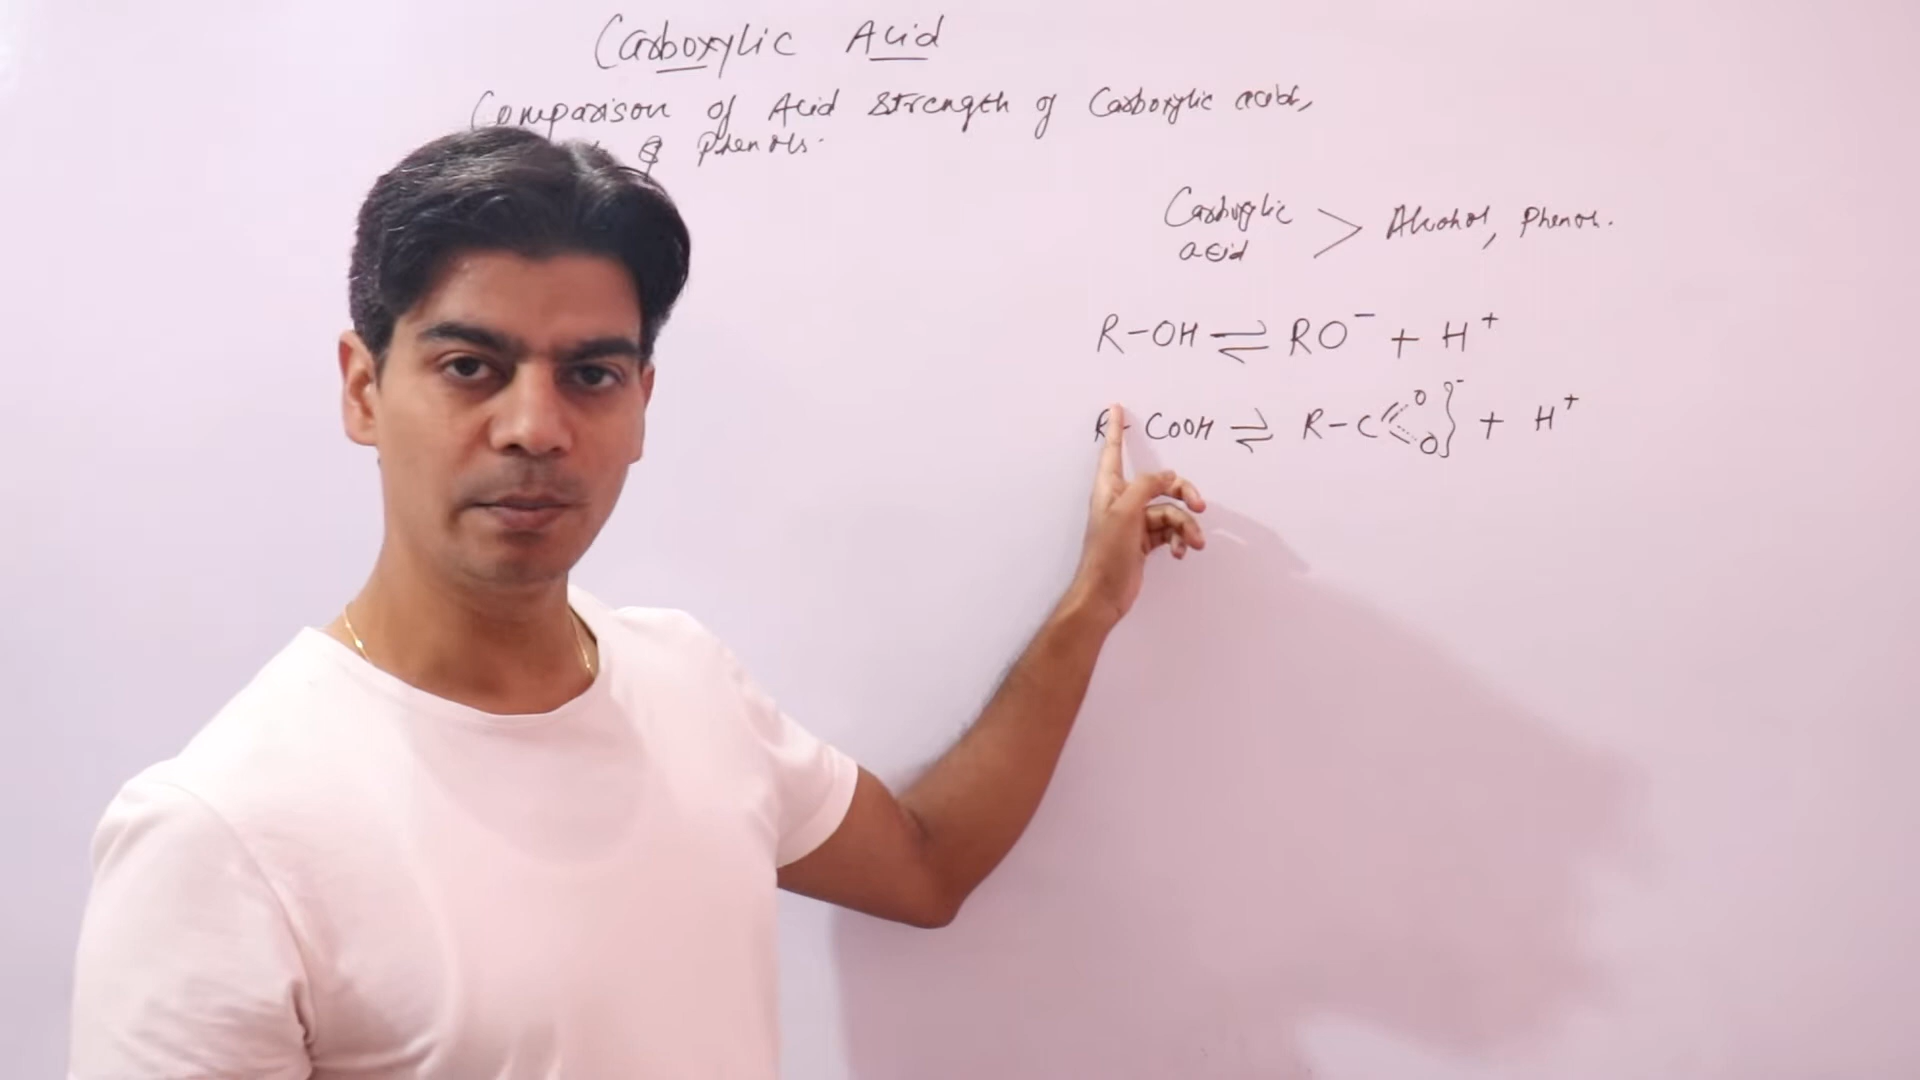 Carboxylic Acid
Comparison of Acid Strength of Carboxylic acids,
& Phenols.
Carboxylic > Alcohol, Phenol.
acid
R-OH ⇌ RO⁻ + H⁺
R-COOH ⇌ R-C O O}⁻ + H⁺